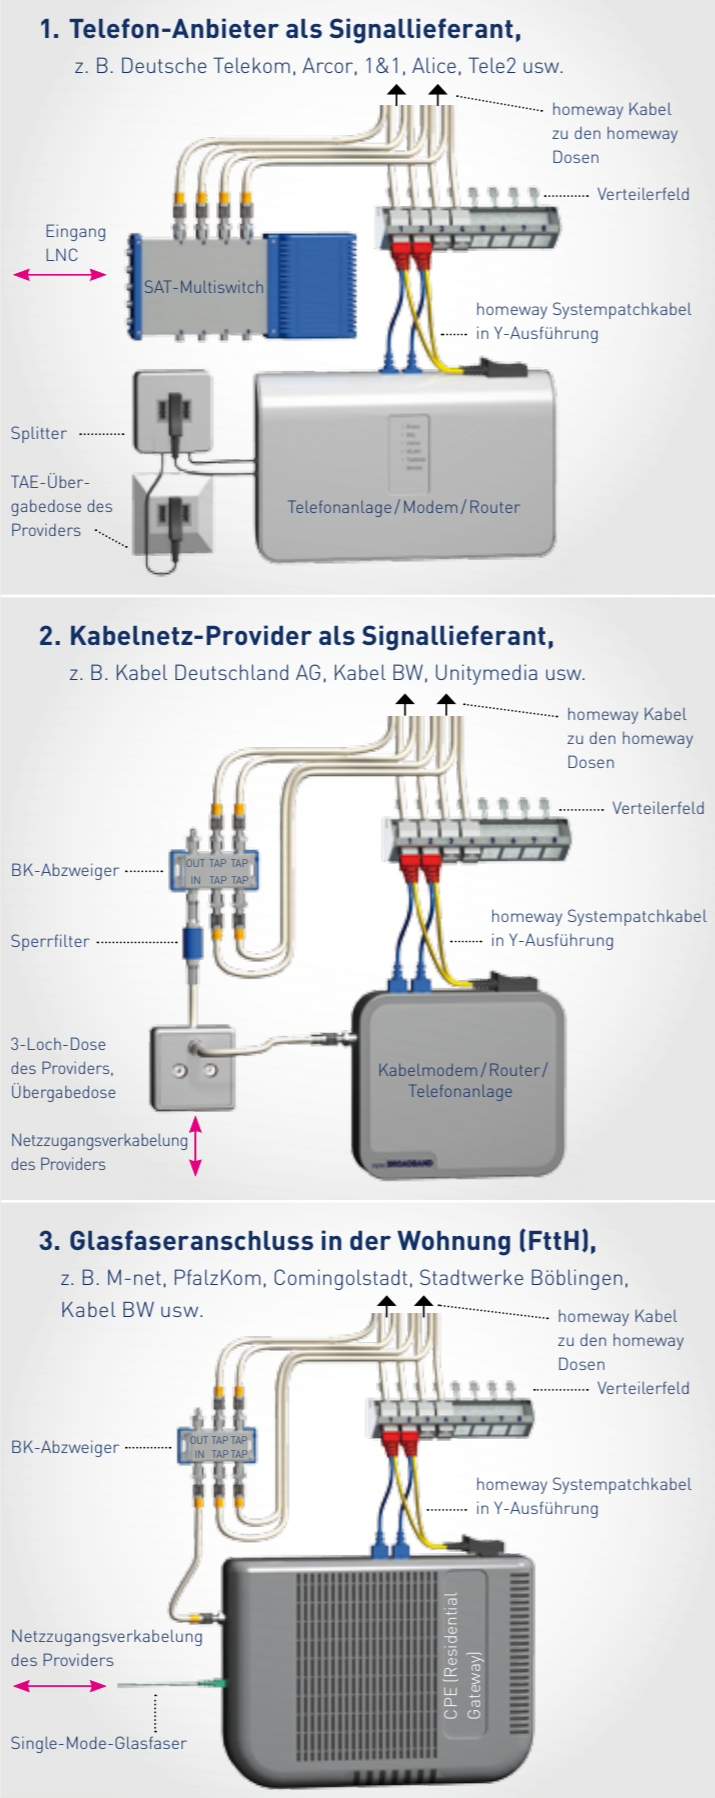 1. Telefon-Anbieter als Signallieferant,
z. B. Deutsche Telekom, Arcor, 1&1, Alice, Tele2 usw.
homeway Kabel
zu den homeway
Dosen
Verteilerfeld
Eingang
LNC
SAT-Multiswitch
homeway Systempatchkabel
in Y-Ausführung
Splitter
TAE-Über-
gabedose des
Providers
Telefonanlage/Modem/Router
2. Kabelnetz-Provider als Signallieferant,
z. B. Kabel Deutschland AG, Kabel BW, Unitymedia usw.
homeway Kabel
zu den homeway
Dosen
Verteilerfeld
BK-Abzweiger
OUT TAP TAP
IN TAP TAP
homeway Systempatchkabel
in Y-Ausführung
Sperrfilter
3-Loch-Dose
des Providers,
Übergabedose
Kabelmodem/Router/
Telefonanlage
Netzzugangsverkabelung
des Providers
BROADBAND
3. Glasfaseranschluss in der Wohnung (FttH),
z. B. M-net, PfalzKom, Comingolstadt, Stadtwerke Böblingen,
Kabel BW usw.
homeway Kabel
zu den homeway
Dosen
Verteilerfeld
BK-Abzweiger
OUT TAP TAP
IN TAP TAP
homeway Systempatchkabel
in Y-Ausführung
CPE (Residential
Gateway)
Netzzugangsverkabelung
des Providers
Single-Mode-Glasfaser